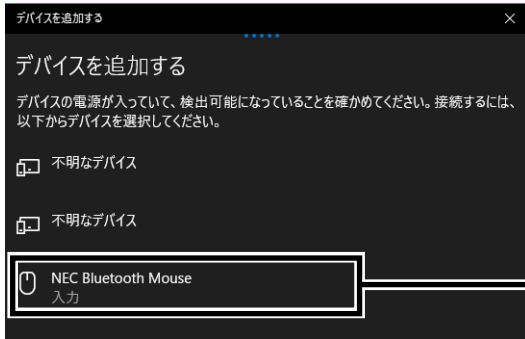 デバイスを追加する
デバイスを追加する
デバイスの電源が入っていて、検出可能になっていることを確かめてください。接続するには、
以下からデバイスを選択してください。
不明なデバイス
不明なデバイス
NEC Bluetooth Mouse
入力